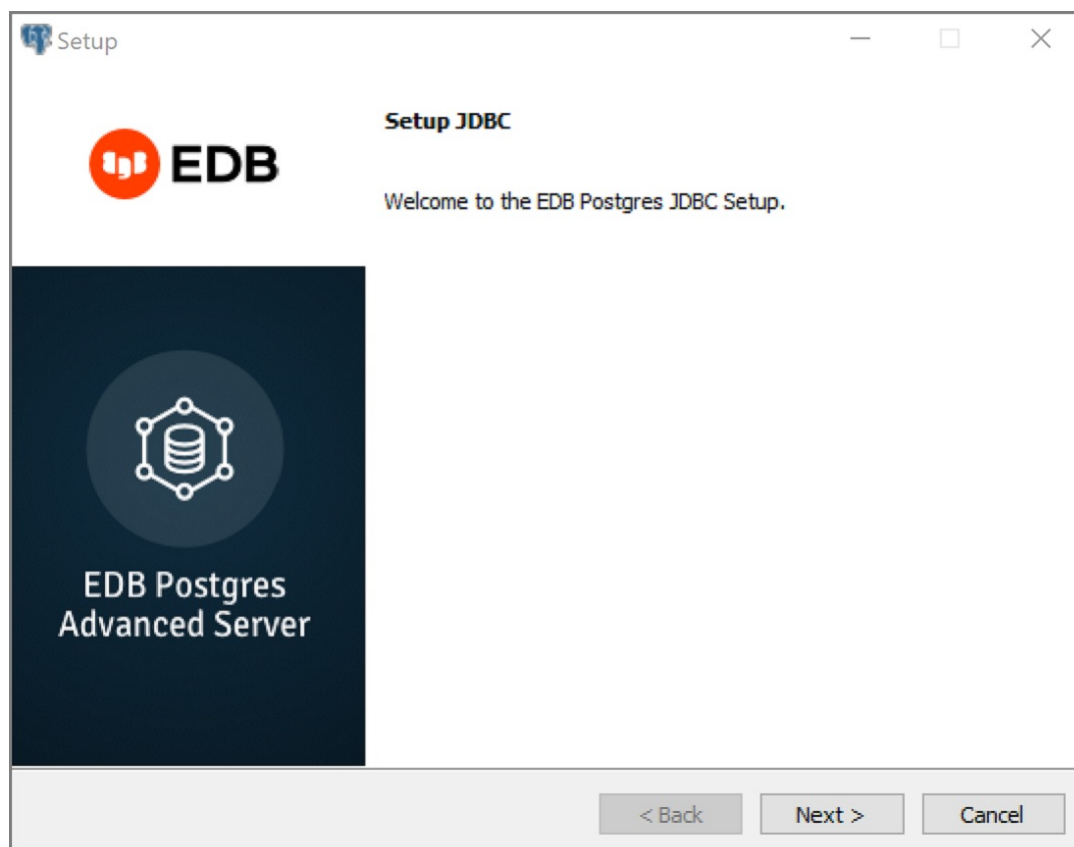 Setup
EDB
Setup JDBC
Welcome to the EDB Postgres JDBC Setup.
EDB Postgres
Advanced Server
< Back
Next >
Cancel